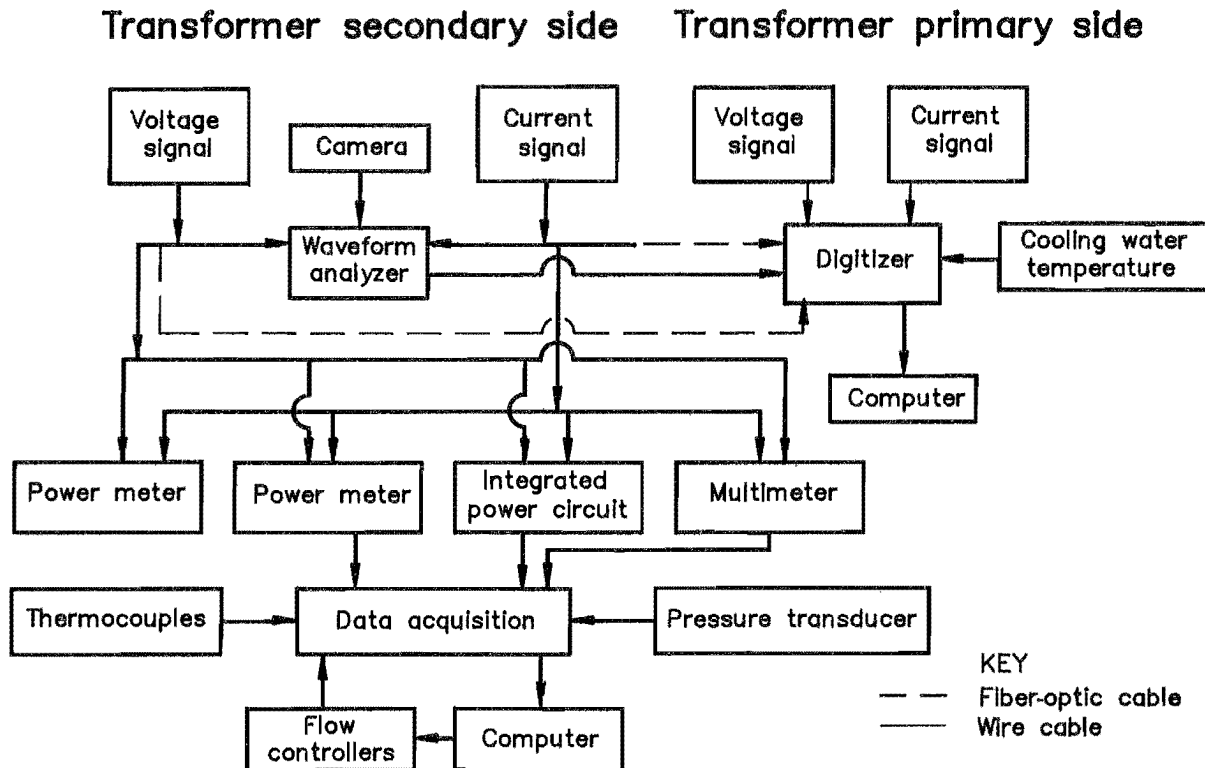 Transformer secondary side
Transformer primary side
Voltage
signal
Camera
Current
signal
Voltage
signal
Current
signal
Waveform
analyzer
Digitizer
Cooling water
temperature
Computer
Power meter
Power meter
Integrated
power circuit
Multimeter
Thermocouples
Data acquisition
Pressure transducer
Flow
controllers
Computer
KEY
Fiber-optic cable
Wire cable